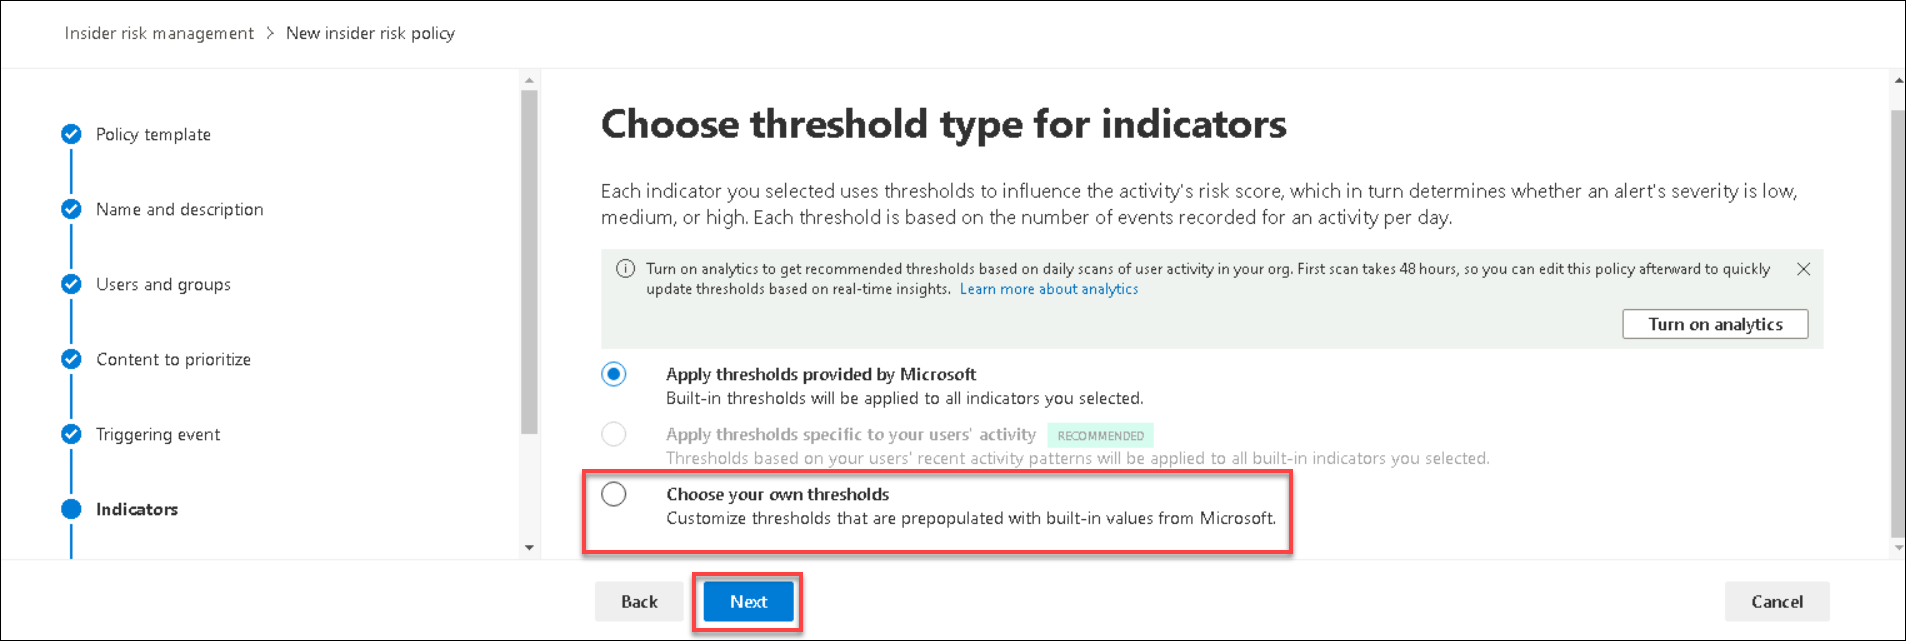 Insider risk management > New insider risk policy
Policy template
Name and description
Users and groups
Content to prioritize
Triggering event
Indicators
Choose threshold type for indicators
Each indicator you selected uses thresholds to influence the activity's risk score, which in turn determines whether an alert's severity is low,
medium, or high. Each threshold is based on the number of events recorded for an activity per day.
Turn on analytics to get recommended thresholds based on daily scans of user activity in your org. First scan takes 48 hours, so you can edit this policy afterward to quickly
update thresholds based on real-time insights. Learn more about analytics
Turn on analytics
Apply thresholds provided by Microsoft
Built-in thresholds will be applied to all indicators you selected.
Apply thresholds specific to your users' activity RECOMMENDED
Thresholds based on your users' recent activity patterns will be applied to all built-in indicators you selected.
Choose your own thresholds
Customize thresholds that are prepopulated with built-in values from Microsoft.
Back Next Cancel